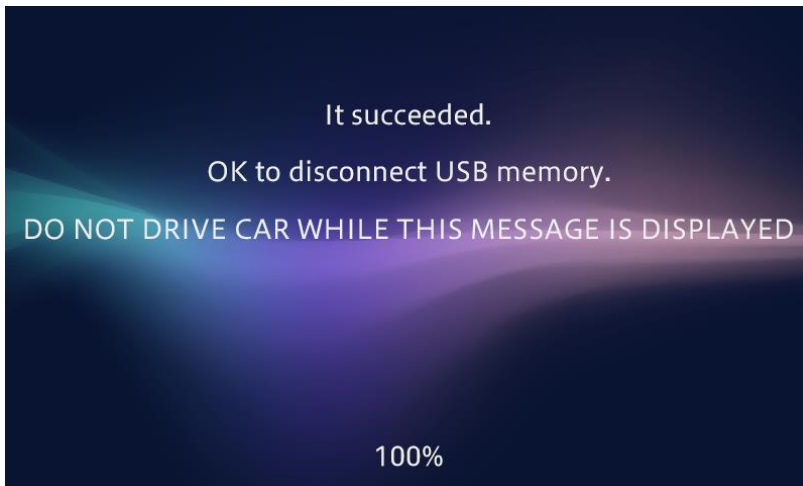 It succeeded.
OK to disconnect USB memory.
DO NOT DRIVE CAR WHILE THIS MESSAGE IS DISPLAYED
100%